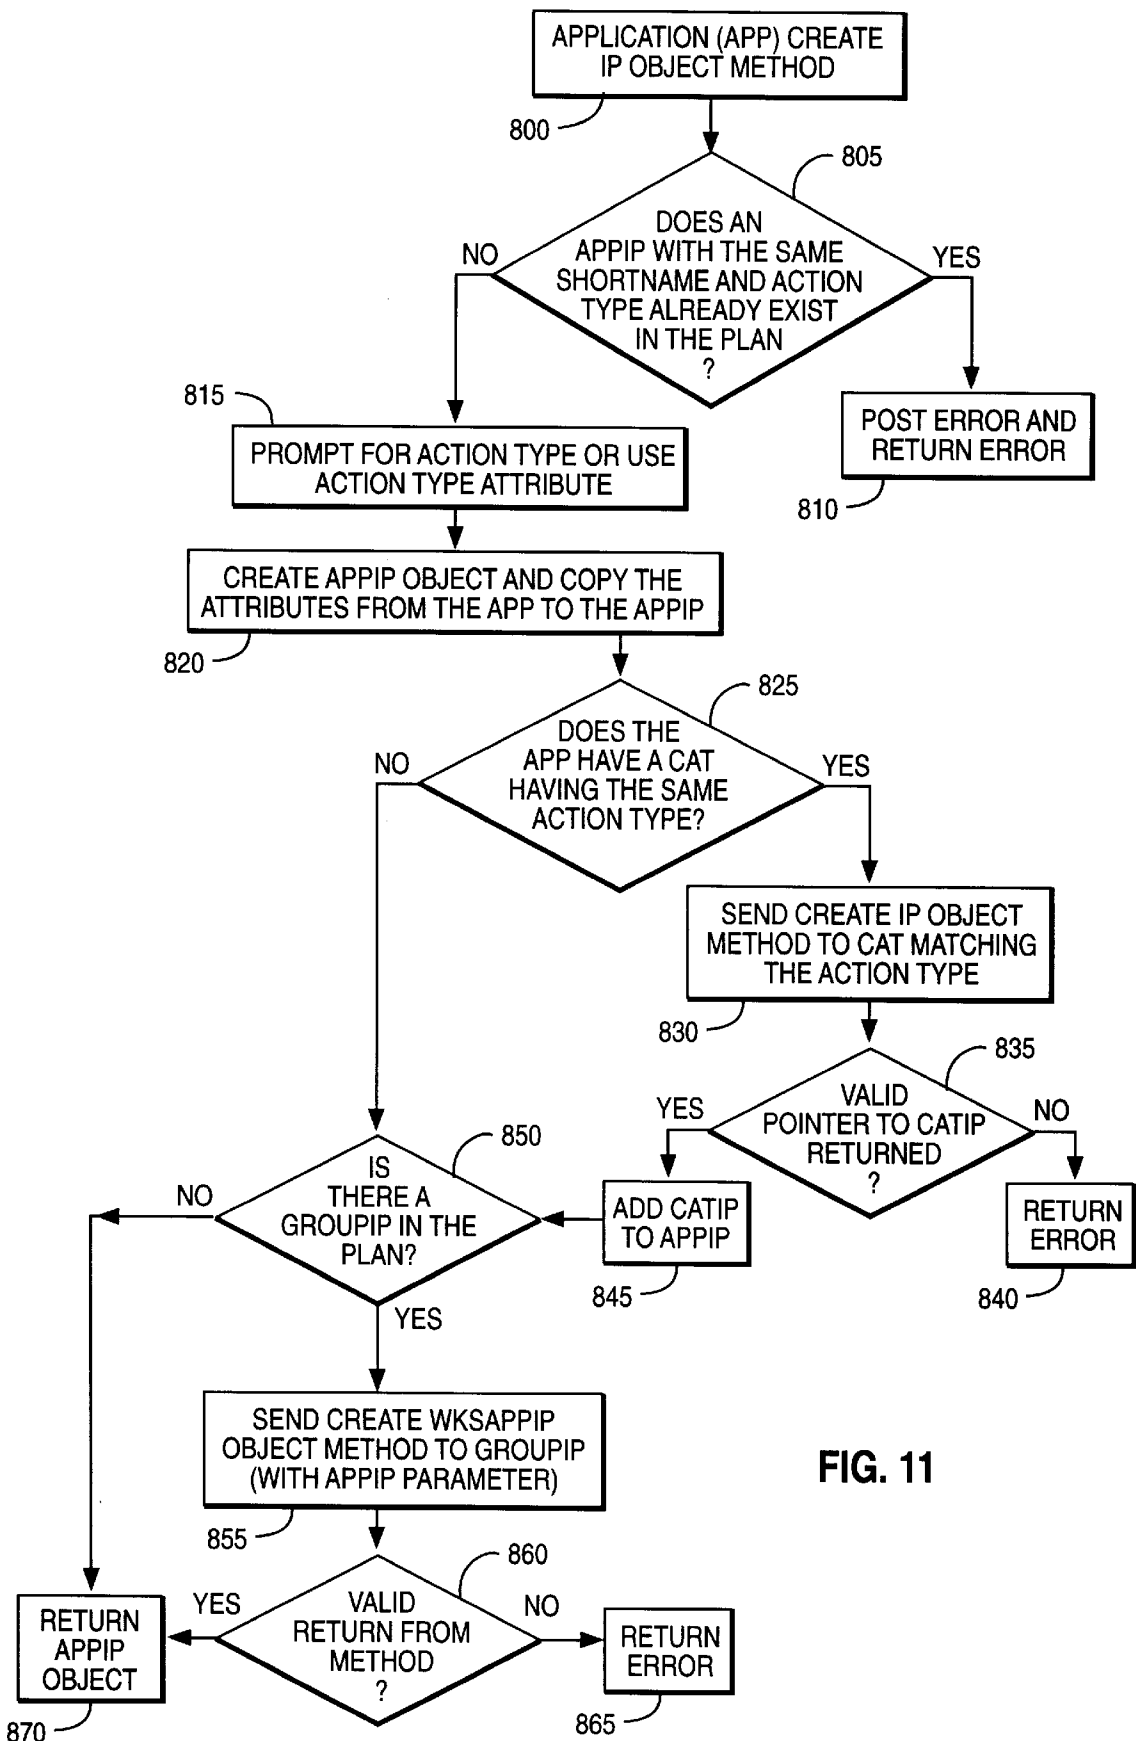 APPLICATION (APP) CREATE
IP OBJECT METHOD
800
805
DOES AN
APPIP WITH THE SAME
SHORTNAME AND ACTION
TYPE ALREADY EXIST
IN THE PLAN
?
NO
YES
815
PROMPT FOR ACTION TYPE OR USE
ACTION TYPE ATTRIBUTE
POST ERROR AND
RETURN ERROR
810
CREATE APPIP OBJECT AND COPY THE
ATTRIBUTES FROM THE APP TO THE APPIP
820
825
DOES THE
APP HAVE A CAT
HAVING THE SAME
ACTION TYPE?
NO
YES
SEND CREATE IP OBJECT
METHOD TO CAT MATCHING
THE ACTION TYPE
830
835
VALID
POINTER TO CATIP
RETURNED
?
YES
NO
850
IS
THERE A
GROUPIP IN THE
PLAN?
NO
YES
ADD CATIP
TO APPIP
845
RETURN
ERROR
840
SEND CREATE WKSAPPIP
OBJECT METHOD TO GROUPIP
(WITH APPIP PARAMETER)
855
FIG. 11
860
VALID
RETURN FROM
METHOD
?
YES
NO
RETURN
APPIP
OBJECT
870
RETURN
ERROR
865